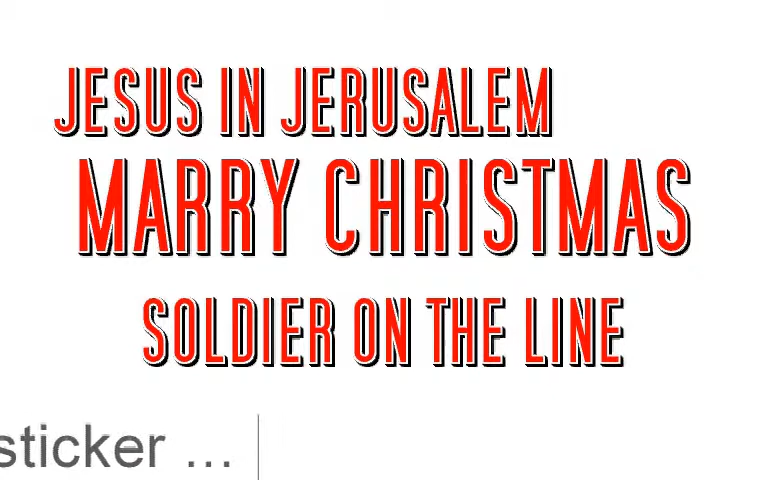 JESUS IN JERUSALEM
MARRY CHRISTMAS
SOLDIER ON THE LINE
sticker ...